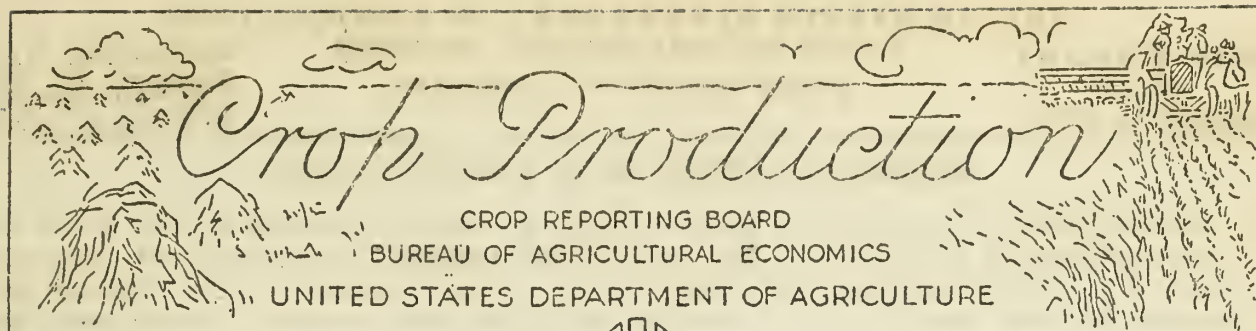 Crop Production
CROP REPORTING BOARD
BUREAU OF AGRICULTURAL ECONOMICS
UNITED STATES DEPARTMENT OF AGRICULTURE